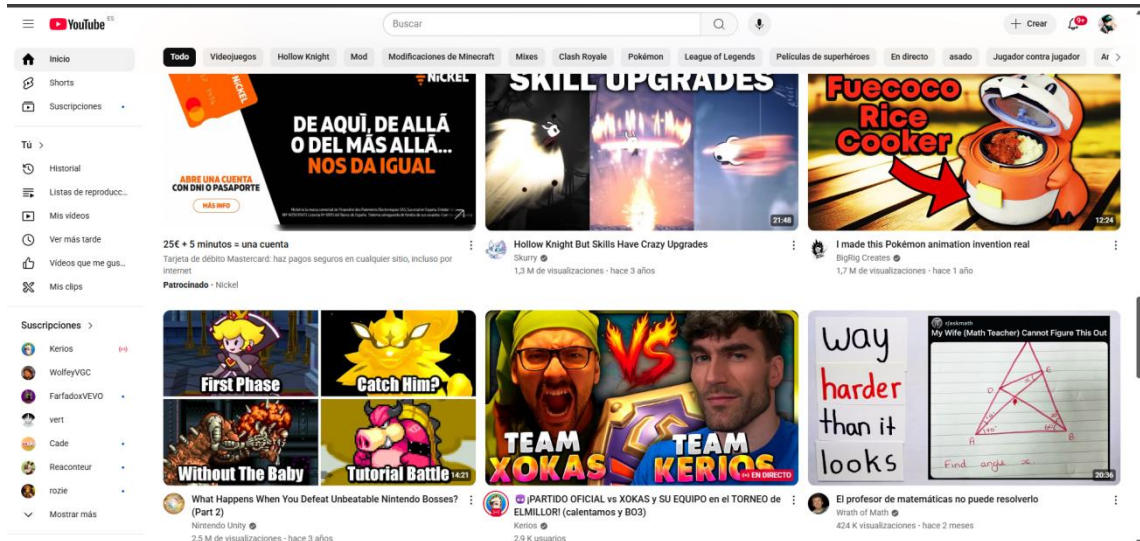 YouTube ES
Buscar
Crear
9+
Inicio
Shorts
Suscripciones
Tú
Historial
Listas de reproducc...
Mis vídeos
Ver más tarde
Vídeos que me gus...
Mis clips
Suscripciones
Kerios
WolfeyVGC
FarfadoxVEVO
vert
Cade
Reaconteur
rozie
Mostrar más
Todo
Videojuegos
Hollow Knight
Mod
Modificaciones de Minecraft
Mixes
Clash Royale
Pokémon
League of Legends
Películas de superhéroes
En directo
asado
Jugador contra jugador
NiCKEL
NICKEL
DE AQUÍ, DE ALLÁ
O DEL MÁS ALLÁ...
NOS DA IGUAL
ABRE UNA CUENTA
CON DNI O PASAPORTE
MÁS INFO
25€ + 5 minutos = una cuenta
Tarjeta de débito Mastercard: haz pagos seguros en cualquier sitio, incluso por
internet
Patrocinado · Nickel
SKILL UPGRADES
21:48
Hollow Knight But Skills Have Crazy Upgrades
Skurry
1,3 M de visualizaciones · hace 3 años
Fuecoco
Rice
Cooker
12:24
I made this Pokémon animation invention real
BigRig Creates
1,7 M de visualizaciones · hace 1 año
First Phase
Catch Him?
Without The Baby
Tutorial Battle
14:21
What Happens When You Defeat Unbeatable Nintendo Bosses?
(Part 2)
Nintendo Unity
2,5 M de visualizaciones · hace 3 años
VS
TEAM
XOKAS
TEAM
KERIOS
EN DIRECTO
¡PARTIDO OFICIAL vs XOKAS y SU EQUIPO en el TORNEO de
ELMILLOR! (calentamos y BO3)
Kerios
2,9 K usuarios
way
harder
than it
looks
r/askmath
My Wife (Math Teacher) Cannot Figure This Out
E
D
A
B
Find angle x.
20:36
El profesor de matemáticas no puede resolverlo
Wrath of Math
424 K visualizaciones · hace 2 meses